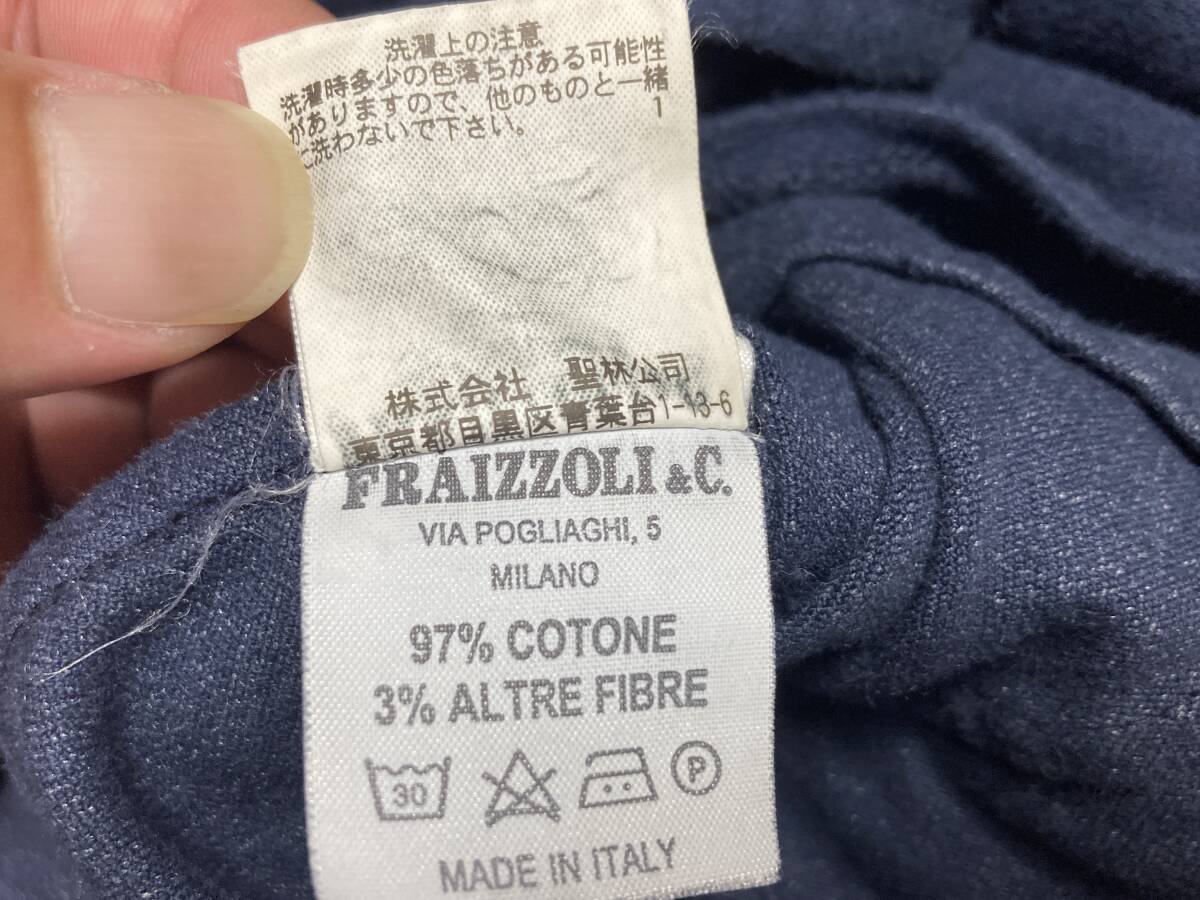 洗濯上の注意
洗濯時多少の色落ちがある可能性
がありますので、他のものと一緒
に洗わないで下さい。
1
株式会社 聖林公司
東京都目黒区青葉台1-13-6
FRAIZZOLI & C.
VIA POGLIAGHI, 5
MILANO
97% COTONE
3% ALTRE FIBRE
30
P
MADE IN ITALY